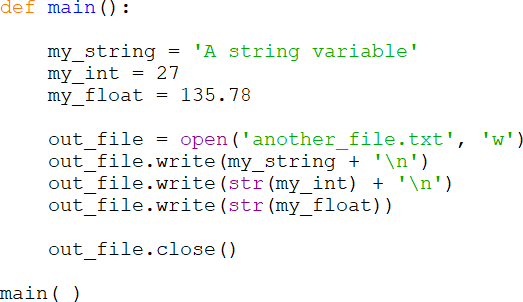 def main():
    my_string = 'A string variable'
    my_int = 27
    my_float = 135.78
    out_file = open('another_file.txt', 'w')
    out_file.write(my_string + '\n')
    out_file.write(str(my_int) + '\n')
    out_file.write(str(my_float))
    out_file.close()
main( )